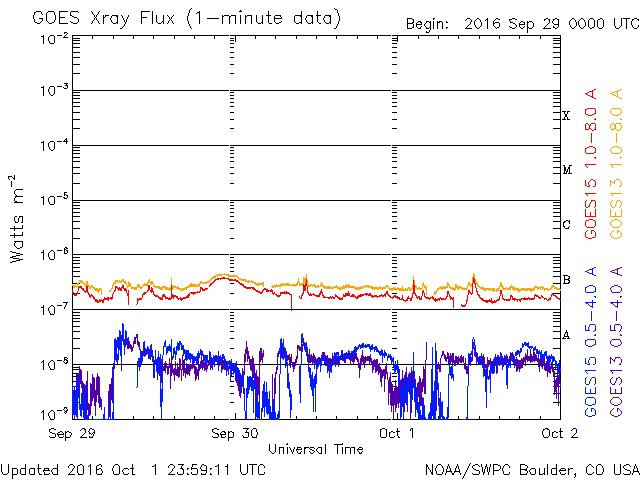 GOES Xray Flux (1-minute data)
Begin: 2016 Sep 29 0000 UTC
10-2
10-3
10-4
10-5
10-6
10-7
10-8
10-9
Watts m-2
X
M
C
B
A
GOES15 1.0-8.0 A
GOES13 1.0-8.0 A
GOES15 0.5-4.0 A
GOES13 0.5-4.0 A
Sep 29
Sep 30
Oct 1
Oct 2
Universal Time
Updated 2016 Oct 1 23:59:11 UTC
NOAA/SWPC Boulder, CO USA